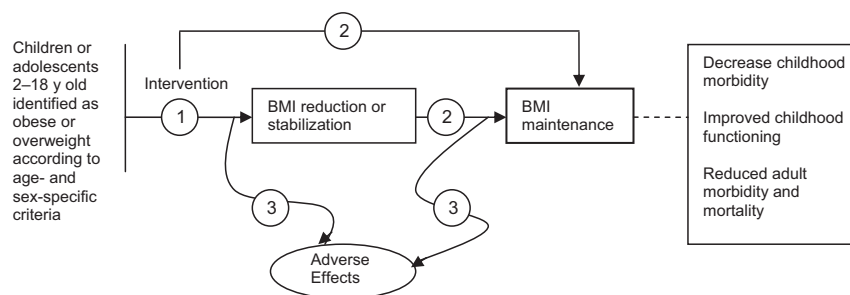 Children or
adolescents
2–18 y old
identified as
obese or
overweight
according to
age- and
sex-specific
criteria
Intervention
1
2
BMI reduction or
stabilization
2
BMI
maintenance
3
3
Adverse
Effects
Decrease childhood
morbidity
Improved childhood
functioning
Reduced adult
morbidity and
mortality